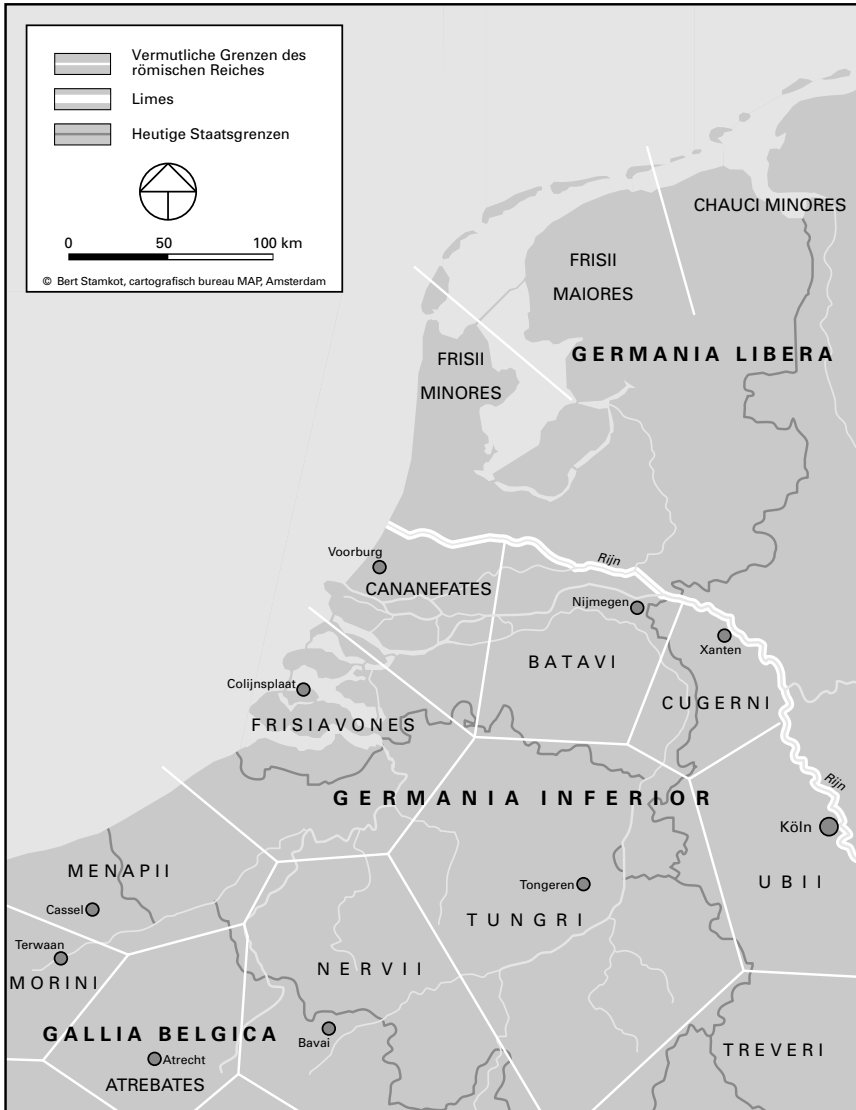 Vermutliche Grenzen des
römischen Reiches
Limes
Heutige Staatsgrenzen
0 50 100 km
© Bert Stamkot, cartografisch bureau MAP, Amsterdam
CHAUCI MINORES
FRISII
MAIORES
GERMANIA LIBERA
FRISII
MINORES
Voorburg
Rijn
CANANEFATES
Nijmegen
Xanten
BATAVI
Colijnsplaat
CUGERNI
FRISIAVONES
Rijn
GERMANIA INFERIOR
Köln
MENAPII
UBII
Tongeren
Cassel
TUNGRI
Terwaan
NERVII
MORINI
Bavai
GALLIA BELGICA
TREVERI
Atrecht
ATREBATES